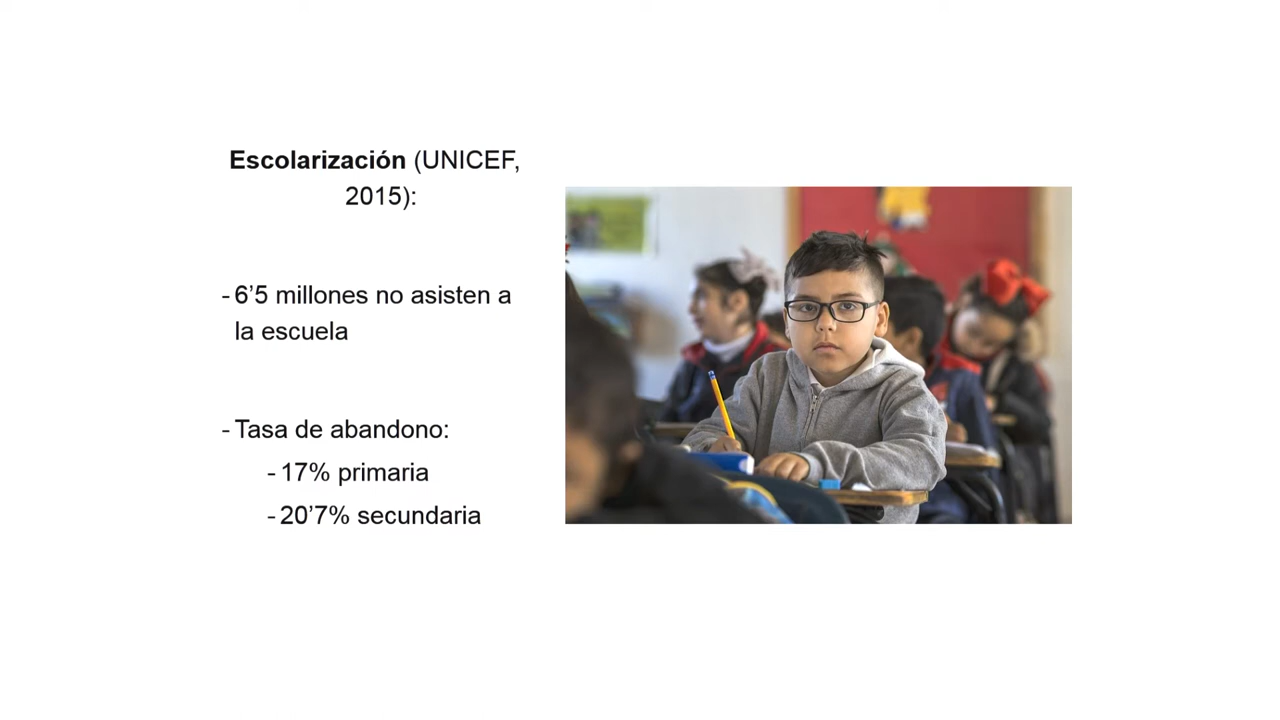 Escolarización (UNICEF,
2015):
- 6’5 millones no asisten a
la escuela
- Tasa de abandono:
- 17% primaria
- 20’7% secundaria